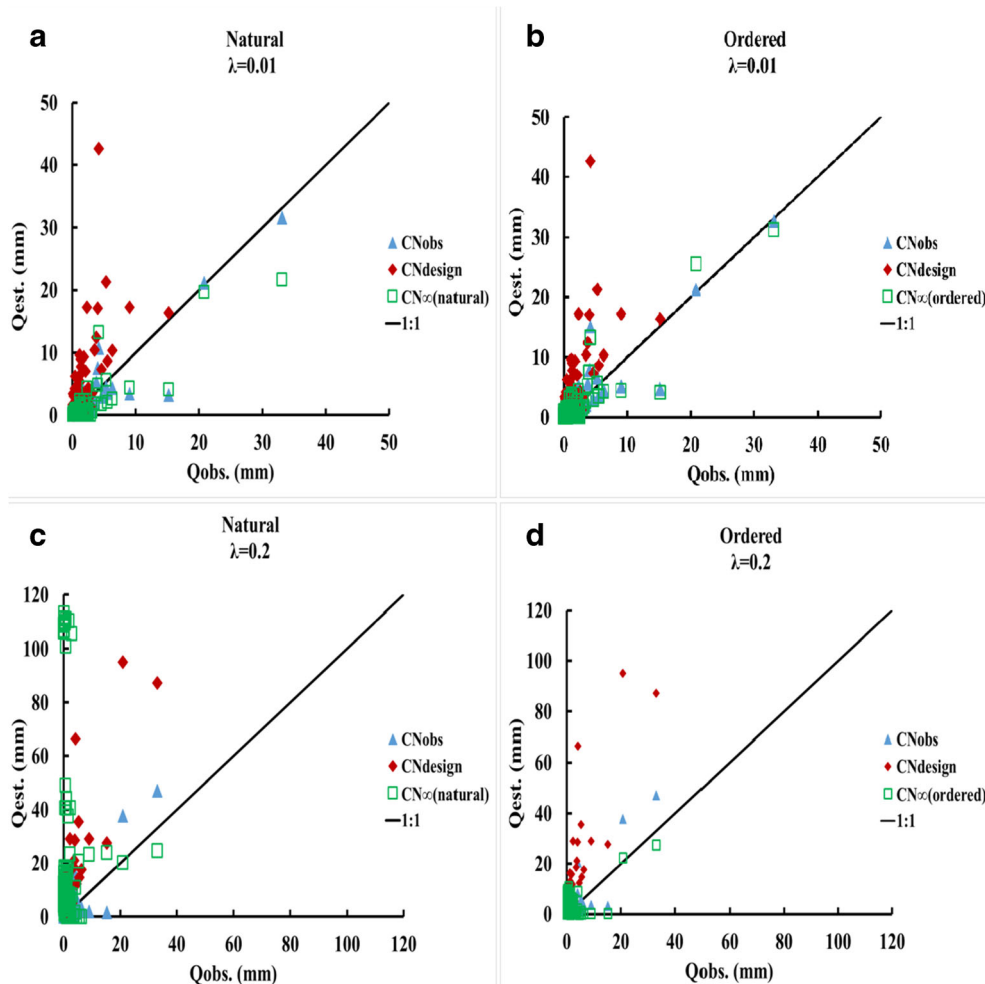 a
Natural
λ=0.01
50
40
30
20
10
0
0 10 20 30 40 50
Qest. (mm)
Qobs. (mm)
CNobs
CNdesign
CN∞(natural)
1:1
b
Ordered
λ=0.01
50
40
30
20
10
0
0 10 20 30 40 50
Qest. (mm)
Qobs. (mm)
CNobs
CNdesign
CN∞(ordered)
1:1
c
Natural
λ=0.2
120
100
80
60
40
20
0
0 20 40 60 80 100 120
Qest. (mm)
Qobs. (mm)
CNobs
CNdesign
CN∞(natural)
1:1
d
Ordered
λ=0.2
120
100
80
60
40
20
0
0 20 40 60 80 100 120
Qest. (mm)
Qobs. (mm)
CNobs
CNdesign
CN∞(ordered)
1:1